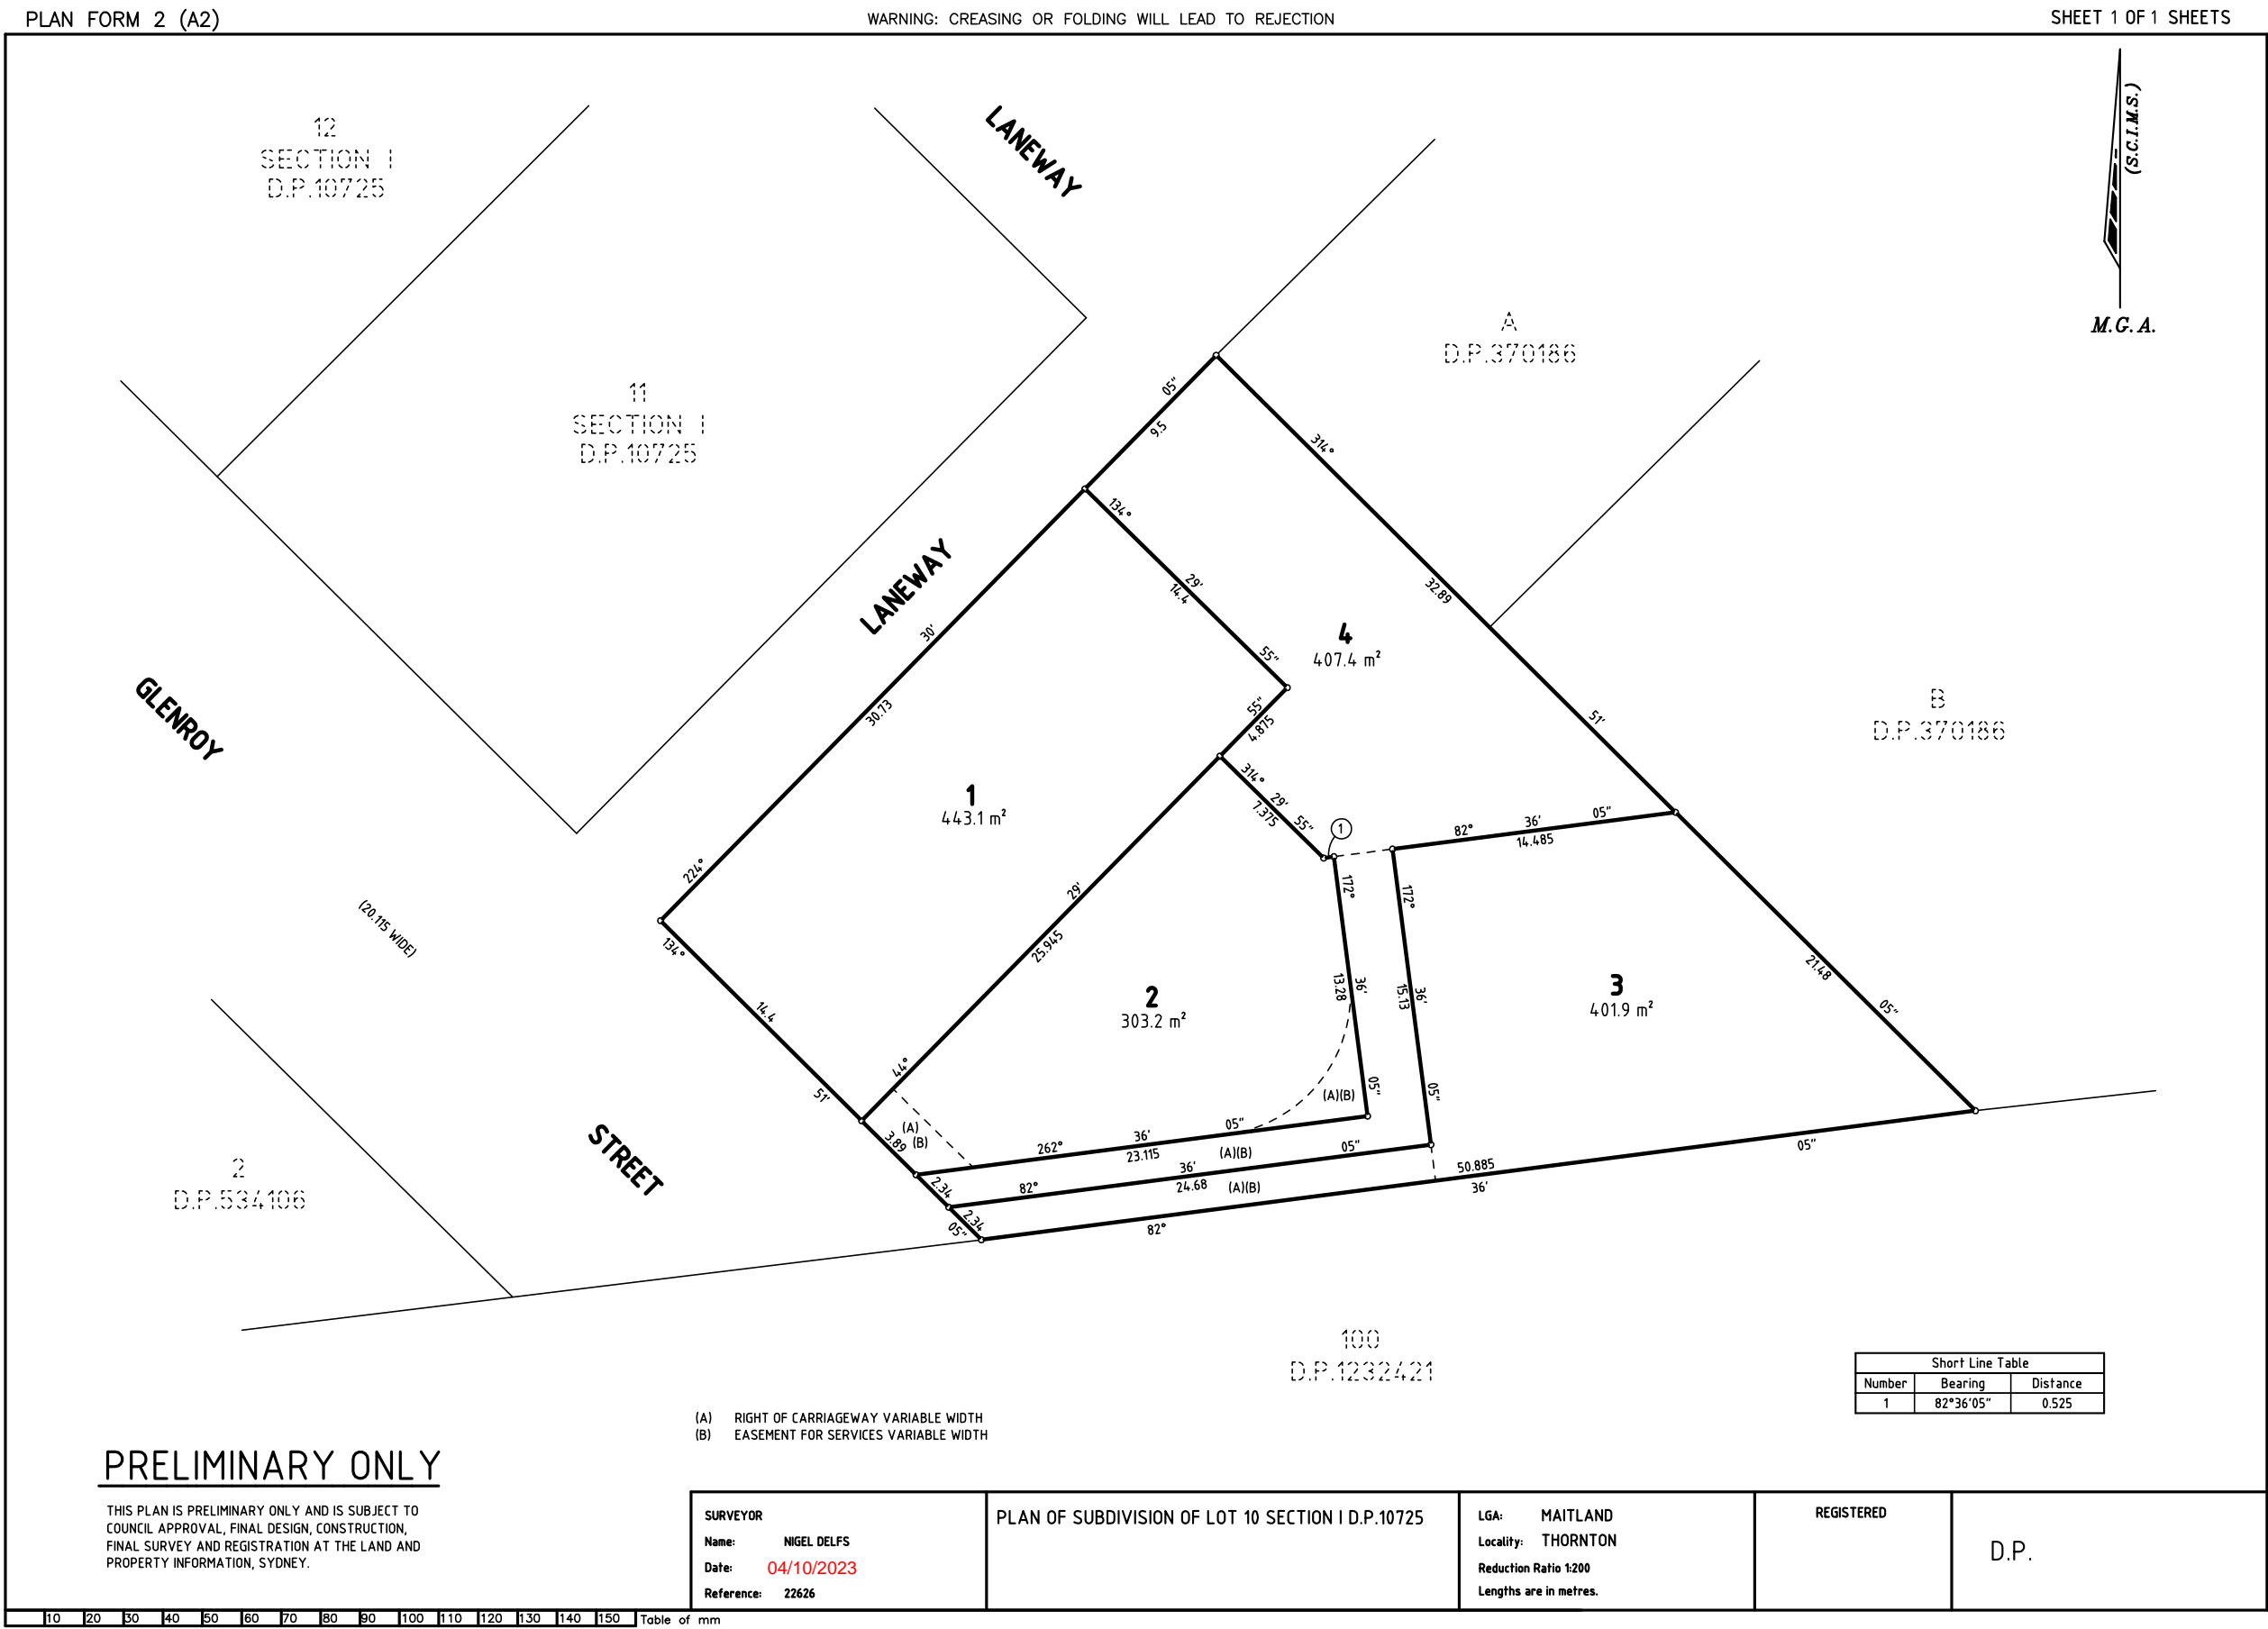 PLAN FORM 2 (A2)
WARNING: CREASING OR FOLDING WILL LEAD TO REJECTION
SHEET 1 OF 1 SHEETS
(S.C.I.M.S.)
M.G.A.
12
SECTION I
D.P.10725
LANEWAY
11
SECTION I
D.P.10725
A
D.P.370186
05"
9.5
314°
134°
29'
14.4
55"
32.89
LANEWAY
30'
30.73
4
407.4 m²
GLENROY
B
D.P.370186
51'
55"
4.875
314°
29'
55"
7.375
1
1
443.1 m²
82°
36'
05"
14.485
224°
29'
25.945
172°
172°
(20.115 WIDE)
134°
14.4
51'
44°
2
303.2 m²
13.28
36'
15.13
36'
3
401.9 m²
21.48
05"
05"
05"
(A)(B)
(A)
(B)
3.89
262°
36'
05"
23.115
(A)(B)
05"
2.34
82°
36'
24.68
(A)(B)
50.885
36'
05"
2.34
05"
82°
STREET
2
D.P.534106
100
D.P.1232421
Short Line Table
Number Bearing Distance
1 82°36'05" 0.525
(A) RIGHT OF CARRIAGEWAY VARIABLE WIDTH
(B) EASEMENT FOR SERVICES VARIABLE WIDTH
PRELIMINARY ONLY
THIS PLAN IS PRELIMINARY ONLY AND IS SUBJECT TO
COUNCIL APPROVAL, FINAL DESIGN, CONSTRUCTION,
FINAL SURVEY AND REGISTRATION AT THE LAND AND
PROPERTY INFORMATION, SYDNEY.
SURVEYOR
Name: NIGEL DELFS
Date: 04/10/2023
Reference: 22626
PLAN OF SUBDIVISION OF LOT 10 SECTION I D.P.10725
LGA: MAITLAND
Locality: THORNTON
Reduction Ratio 1:200
Lengths are in metres.
REGISTERED
D.P.
10 20 30 40 50 60 70 80 90 100 110 120 130 140 150 Table of mm